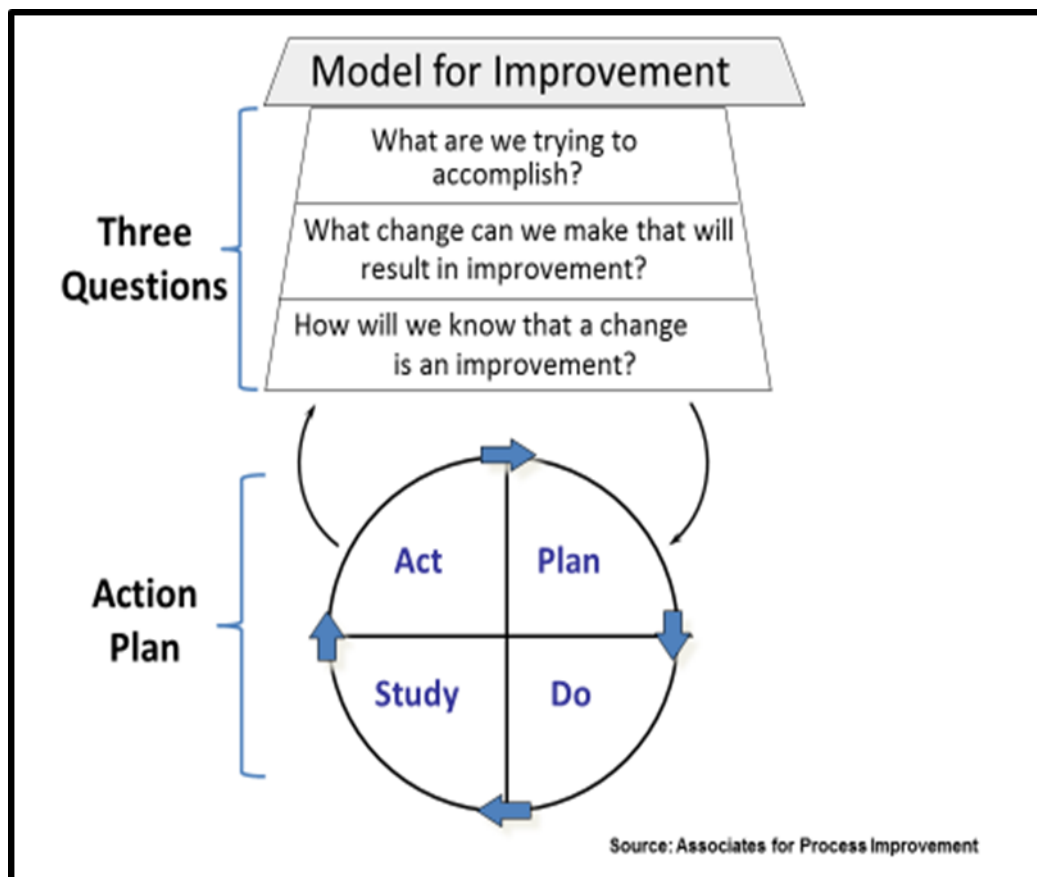 Model for Improvement
What are we trying to
accomplish?
What change can we make that will
result in improvement?
How will we know that a change
is an improvement?
Three
Questions
Act
Plan
Study
Do
Action
Plan
Source: Associates for Process Improvement